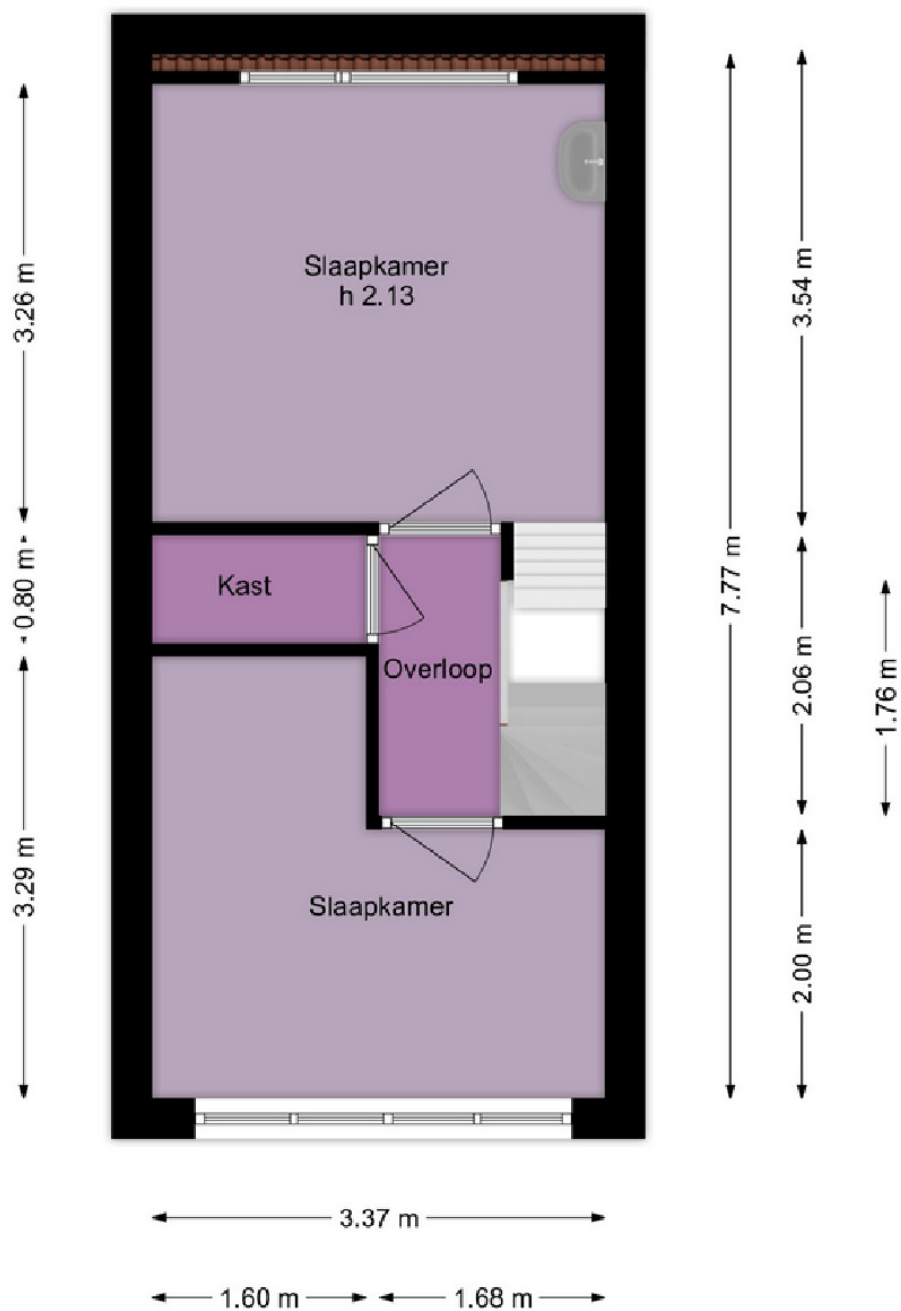 Slaapkamer
h 2.13
Kast
Overloop
Slaapkamer
3.26 m
0.80 m
3.29 m
7.77 m
3.54 m
2.06 m
1.76 m
2.00 m
3.37 m
1.60 m
1.68 m